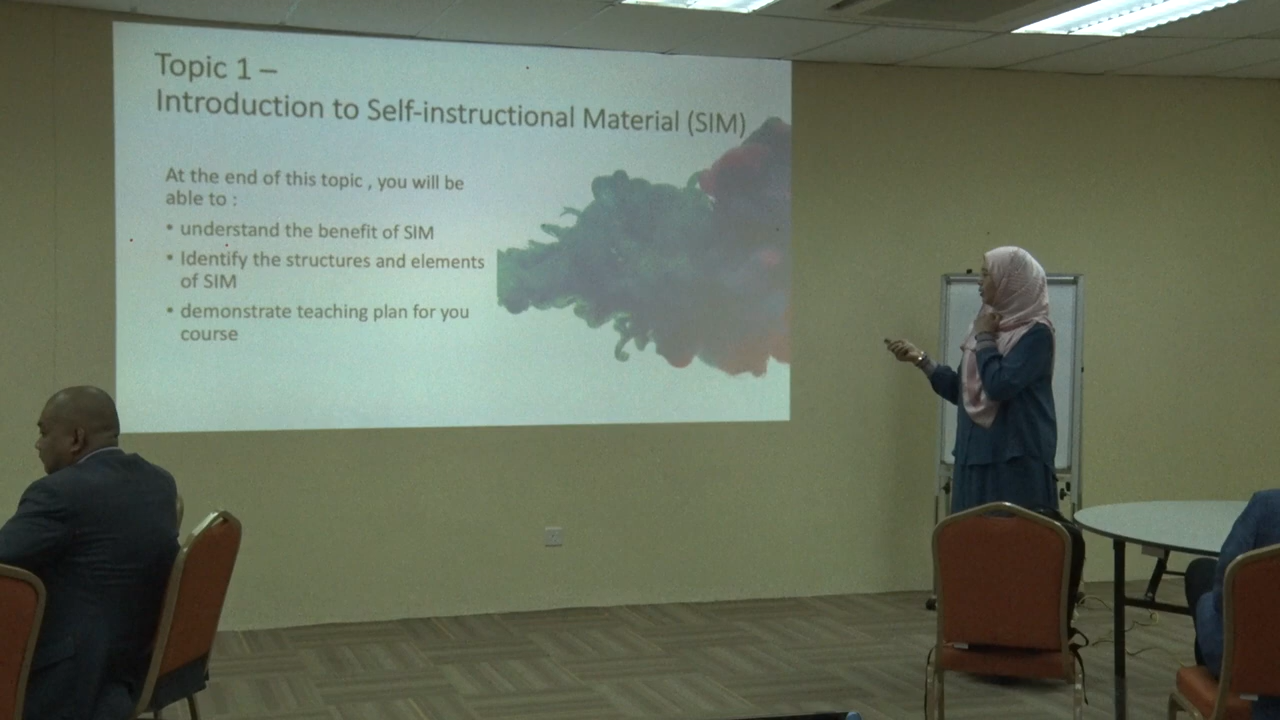 Topic 1 –
Introduction to Self-instructional Material (SIM)
At the end of this topic , you will be
able to :
• understand the benefit of SIM
• Identify the structures and elements
of SIM
• demonstrate teaching plan for you
course